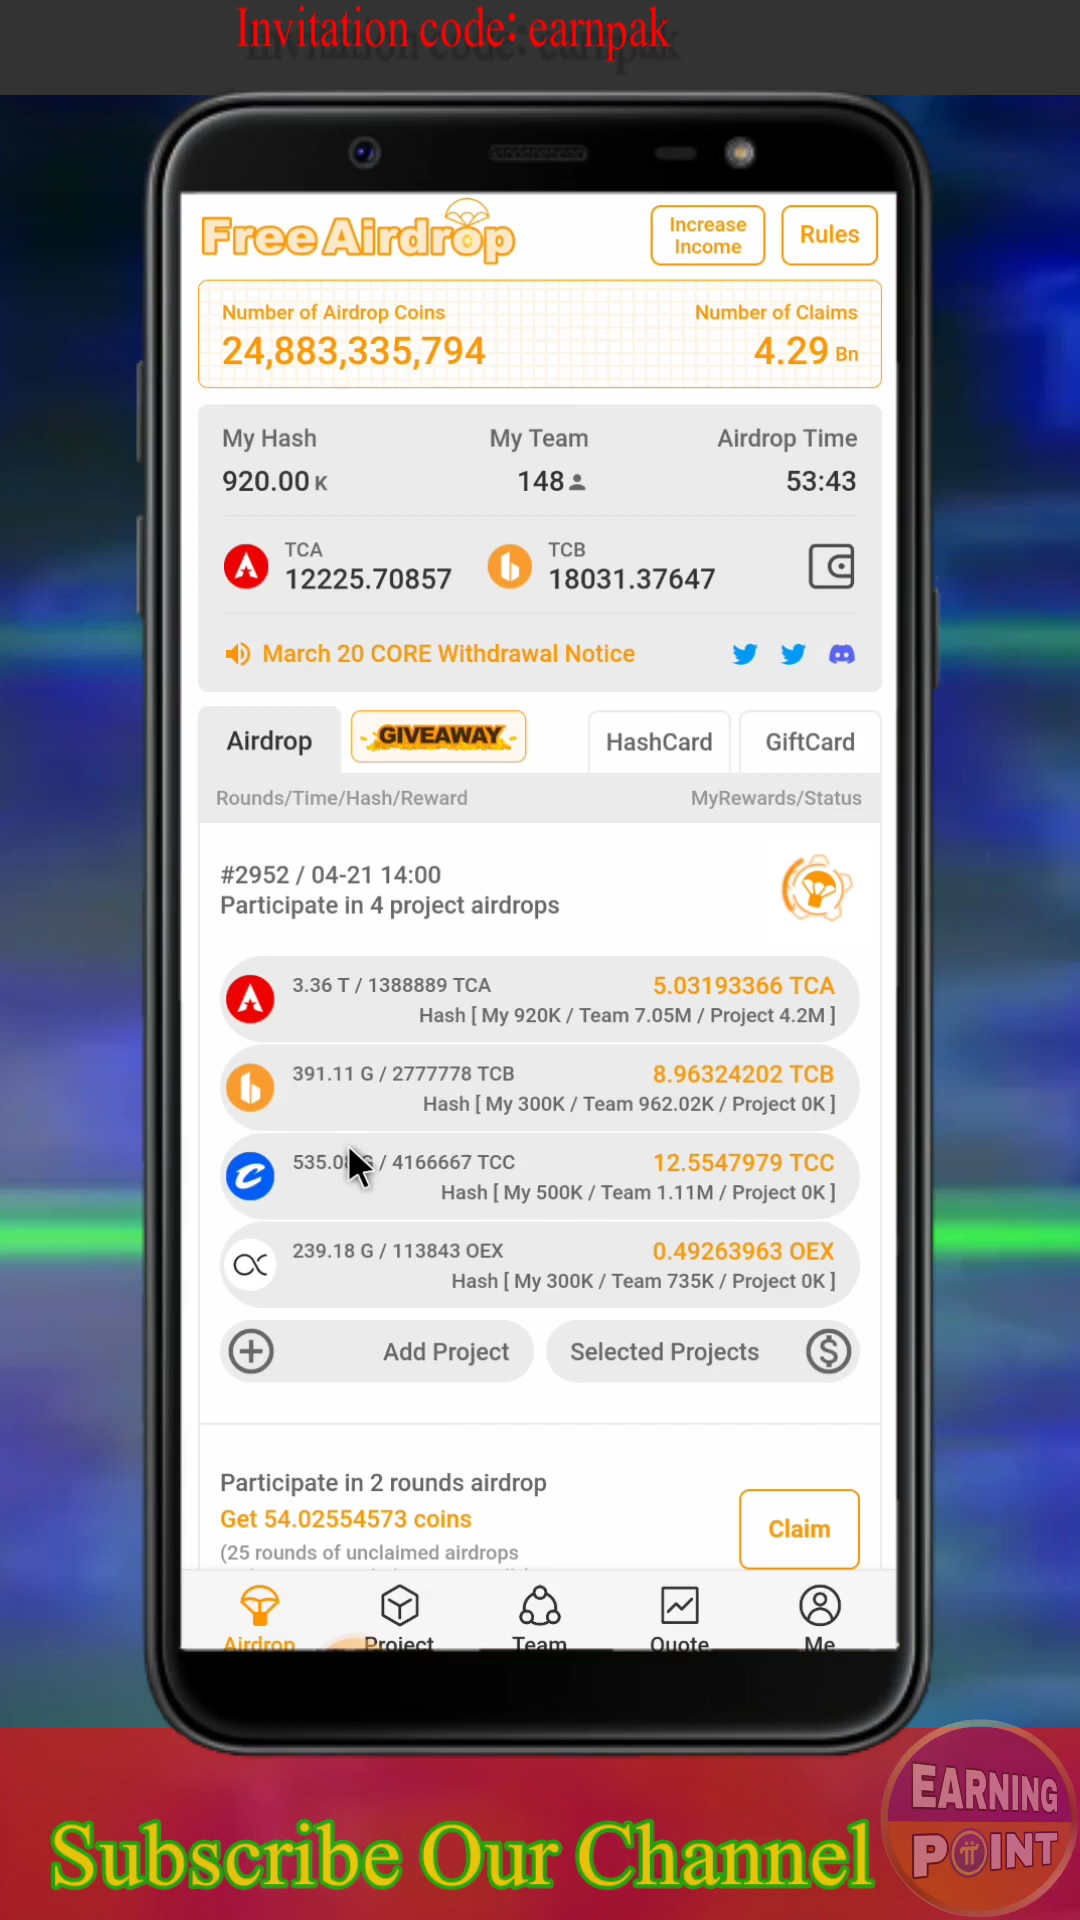 Invitation code: earnpak
Free Airdrop
Increase Income
Rules
Number of Airdrop Coins
Number of Claims
24,883,335,794
4.29 Bn
My Hash
My Team
Airdrop Time
920.00 K
148
53:43
TCA
12225.70857
TCB
18031.37647
March 20 CORE Withdrawal Notice
Airdrop
GIVEAWAY
HashCard
GiftCard
Rounds/Time/Hash/Reward
MyRewards/Status
#2952 / 04-21 14:00
Participate in 4 project airdrops
3.36 T / 1388889 TCA
5.03193366 TCA
Hash [ My 920K / Team 7.05M / Project 4.2M ]
391.11 G / 2777778 TCB
8.96324202 TCB
Hash [ My 300K / Team 962.02K / Project 0K ]
/ 4166667 TCC
12.5547979 TCC
Hash [ My 500K / Team 1.11M / Project 0K ]
239.18 G / 113843 OEX
0.49263963 OEX
Hash [ My 300K / Team 735K / Project 0K ]
Add Project
Selected Projects
Participate in 2 rounds airdrop
Get 54.02554573 coins
Claim
(25 rounds of unclaimed airdrops
Airdrop
Project
Team
Quote
Me
EARNING
POINT
Subscribe Our Channel